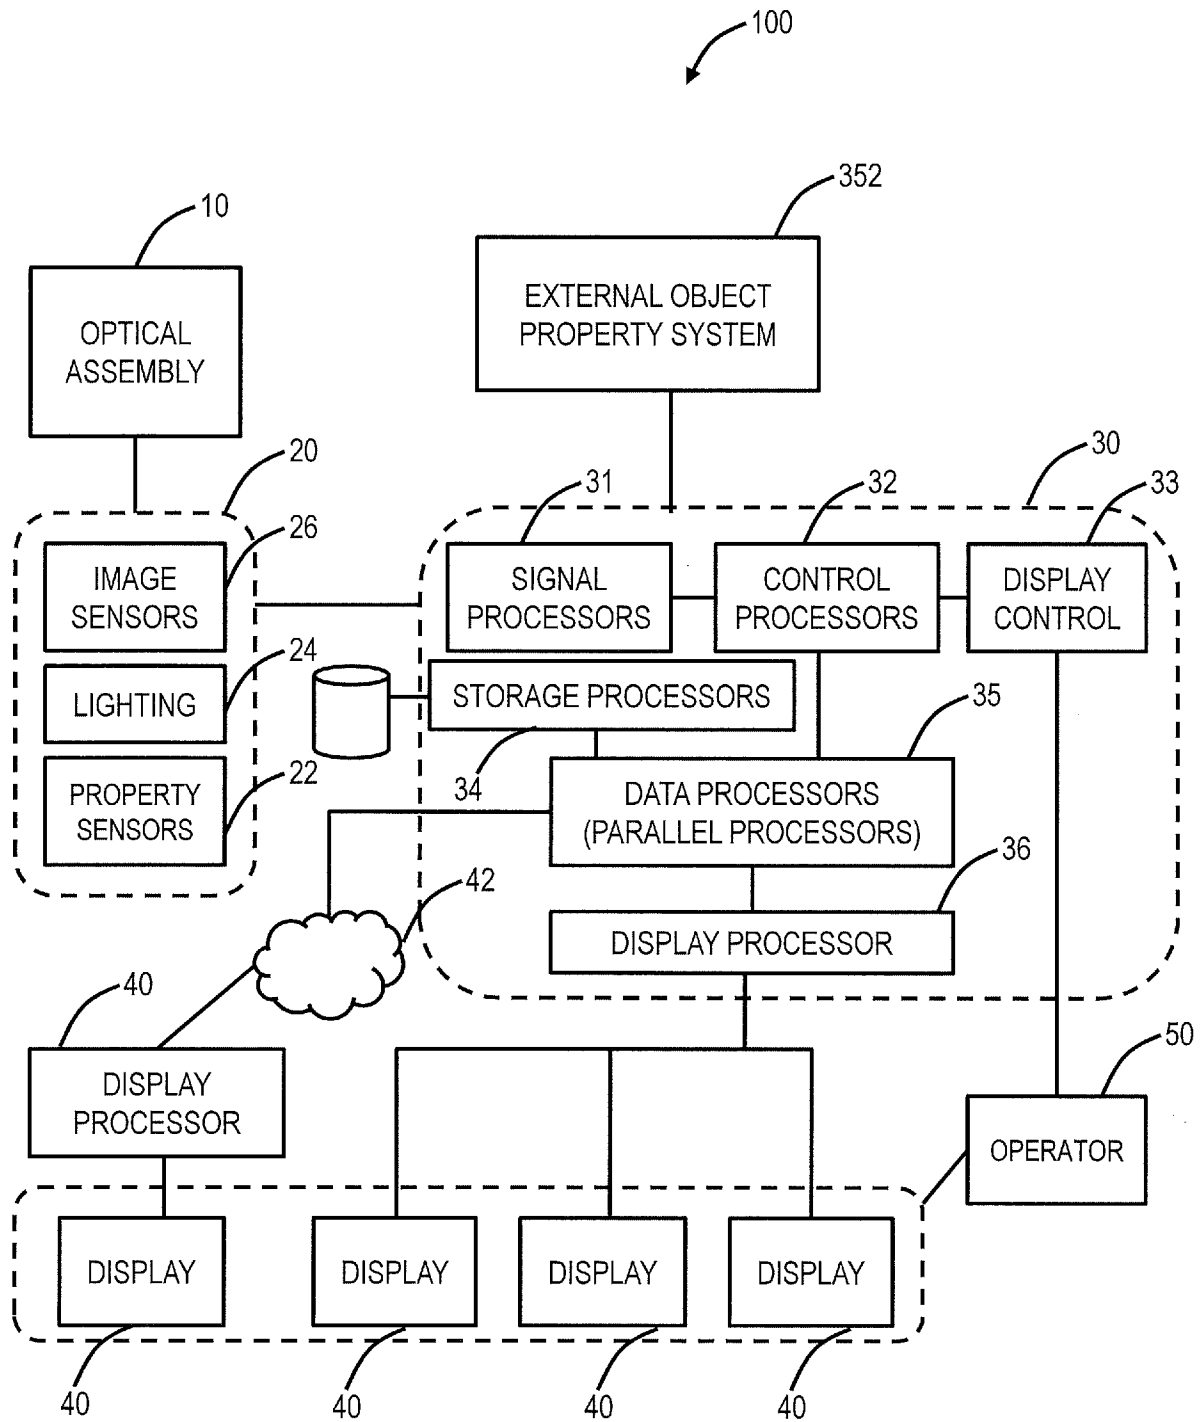 100
352
10
EXTERNAL OBJECT
PROPERTY SYSTEM
OPTICAL
ASSEMBLY
20
30
31
32
33
26
IMAGE
SENSORS
SIGNAL
PROCESSORS
CONTROL
PROCESSORS
DISPLAY
CONTROL
24
LIGHTING
STORAGE PROCESSORS
35
22
PROPERTY
SENSORS
34
DATA PROCESSORS
(PARALLEL PROCESSORS)
36
42
DISPLAY PROCESSOR
40
50
DISPLAY
PROCESSOR
OPERATOR
DISPLAY
DISPLAY
DISPLAY
DISPLAY
40
40
40
40